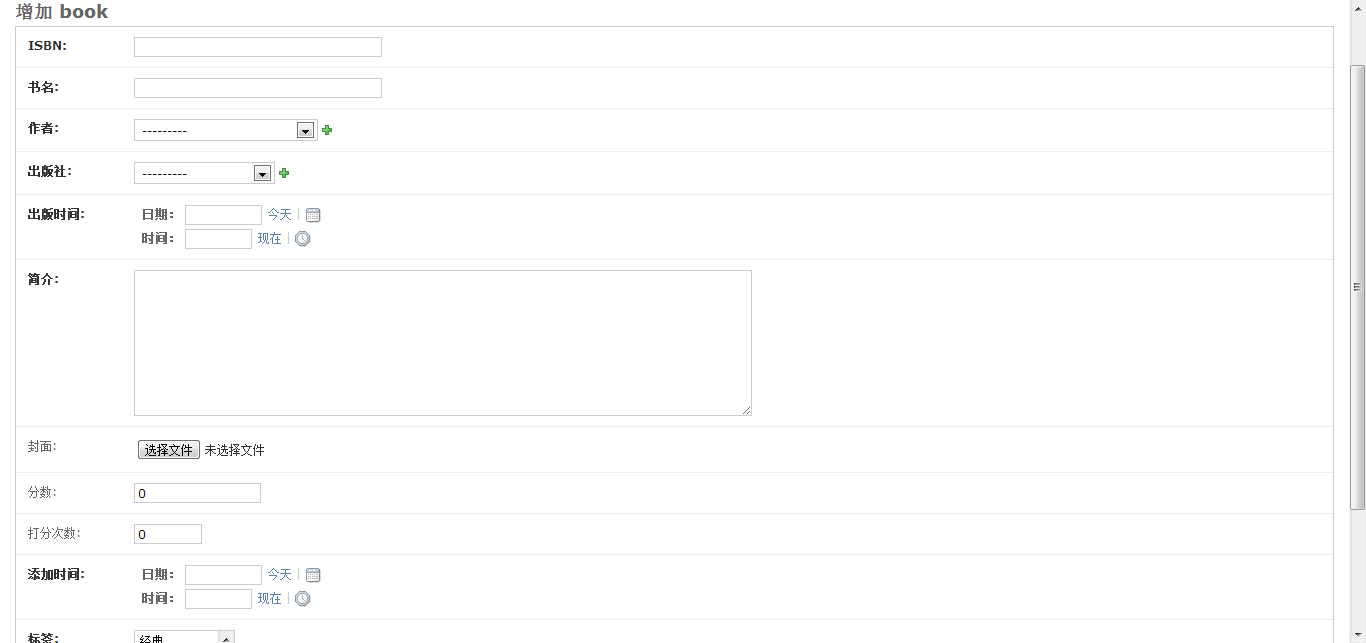 增加 book
ISBN:
书名:
作者: ---------
出版社: ---------
出版时间: 日期: 今天 |
时间: 现在 |
简介:
封面: 选择文件 未选择文件
分数: 0
打分次数: 0
添加时间: 日期: 今天 |
时间: 现在 |
标签: 经典